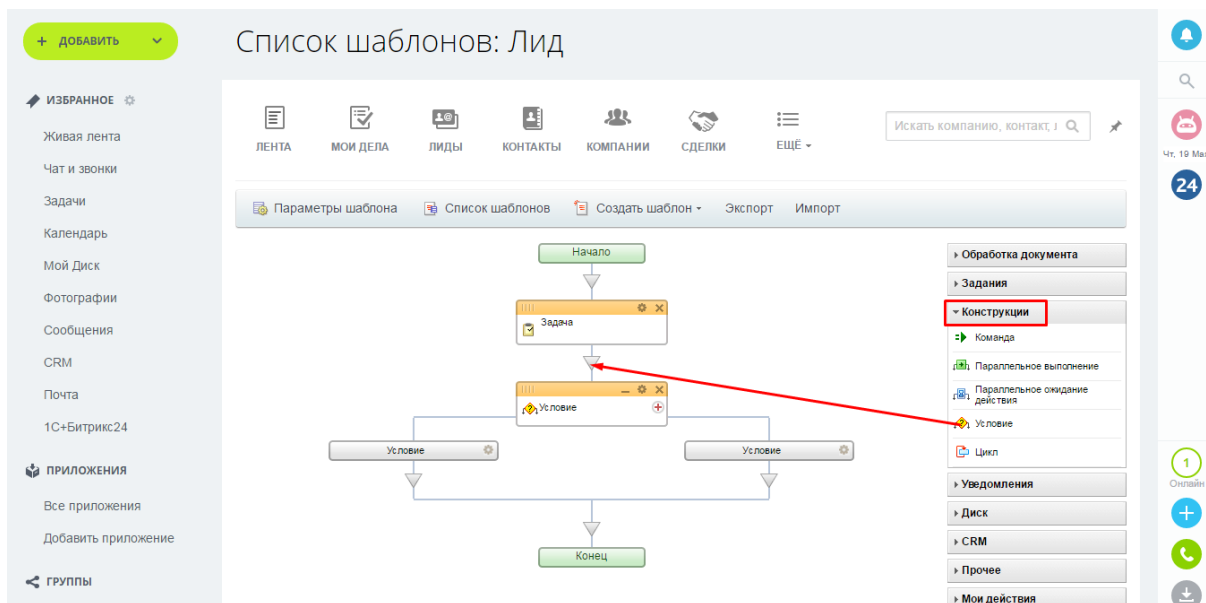 + ДОБАВИТЬ
Список шаблонов: Лид
ИЗБРАННОЕ
Живая лента
Чат и звонки
Задачи
Календарь
Мой Диск
Фотографии
Сообщения
CRM
Почта
1С+Битрикс24
ПРИЛОЖЕНИЯ
Все приложения
Добавить приложение
ГРУППЫ
ЛЕНТА
МОИ ДЕЛА
ЛИДЫ
КОНТАКТЫ
КОМПАНИИ
СДЕЛКИ
ЕЩЁ
Искать компанию, контакт,
Параметры шаблона
Список шаблонов
Создать шаблон
Экспорт
Импорт
Начало
Задача
Условие
Условие
Условие
Конец
Обработка документа
Задания
Конструкции
Команда
Параллельное выполнение
Параллельное ожидание
действия
Условие
Цикл
Уведомления
Диск
CRM
Прочее
Мои действия
Чт, 19 Ма
24
1
Онлайн